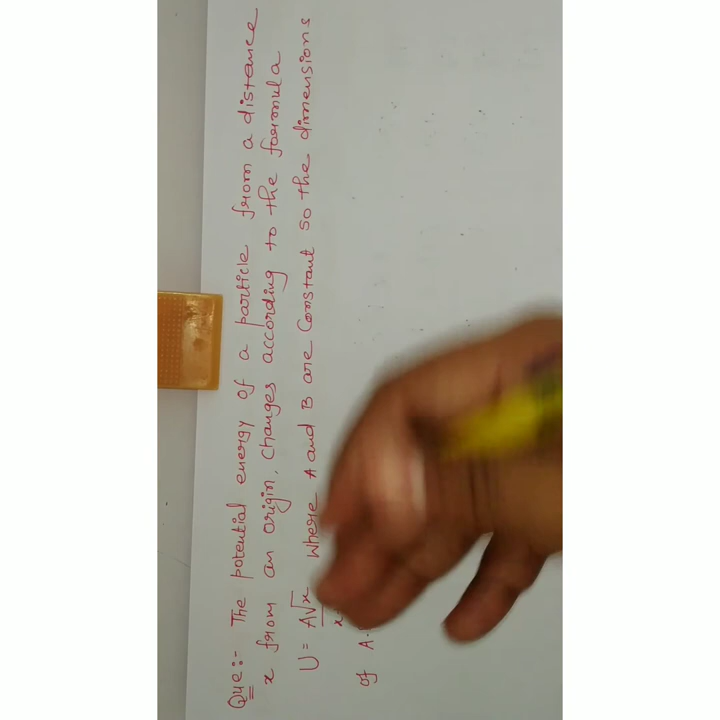 Que:- The potential energy of a particle from a distance
x from an origin, changes according to the formula
U = A√x / x where A and B are Constant so the dimensions
of A.